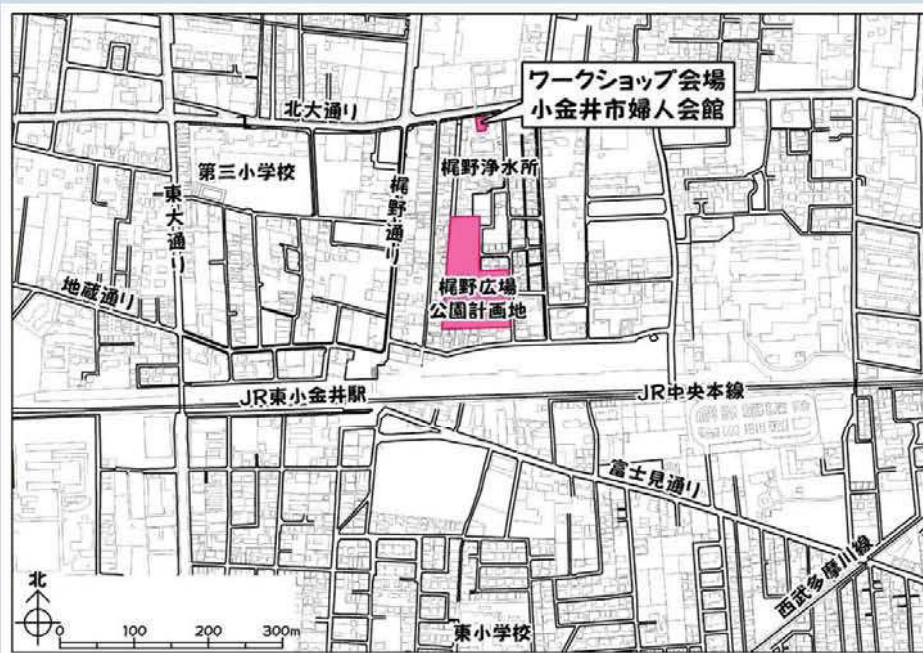 ワークショップ会場
小金井市婦人会館
北大通り
第三小学校
梶野浄水所
東大通り
梶野通り
地蔵通り
梶野広場
公園計画地
JR東小金井駅
JR中央本線
富士見通り
西武多摩川線
北
0 100 200 300m
東小学校